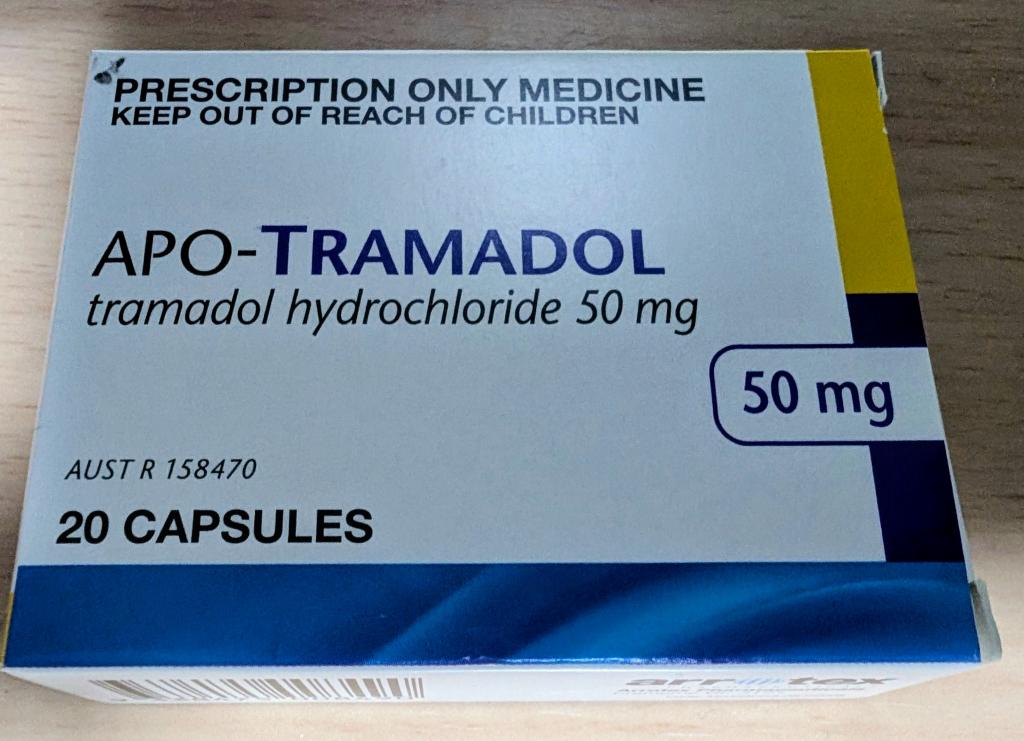 PRESCRIPTION ONLY MEDICINE
KEEP OUT OF REACH OF CHILDREN
APO-TRAMADOL
tramadol hydrochloride 50 mg
50 mg
AUST R 158470
20 CAPSULES
arrotex